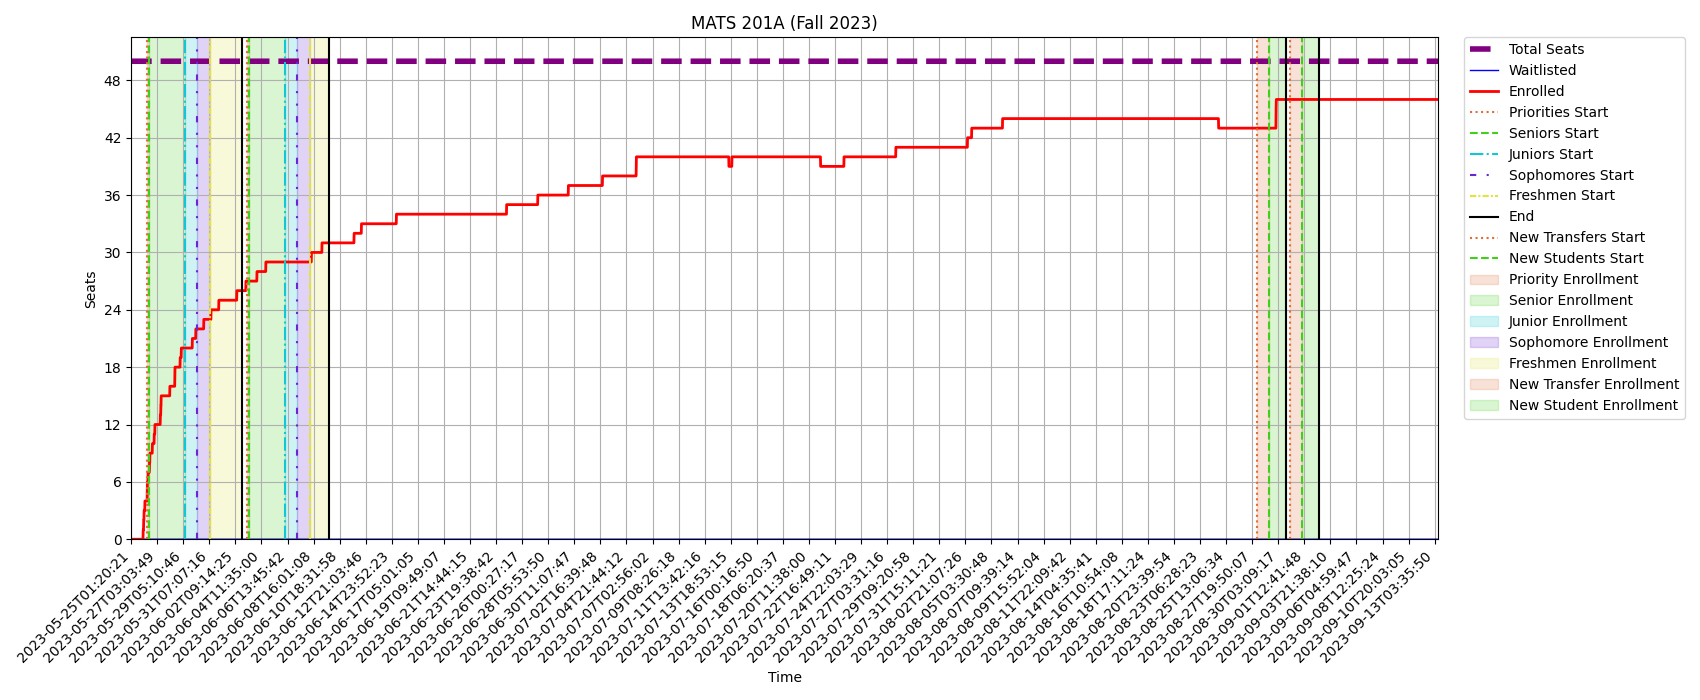 MATS 201A (Fall 2023)
Seats
48
42
36
30
24
18
12
6
0
2023-05-25T01:20:21
2023-05-27T03:03:49
2023-05-29T05:10:46
2023-05-31T07:07:16
2023-06-02T09:14:25
2023-06-04T11:35:00
2023-06-06T13:45:42
2023-06-08T16:01:08
2023-06-10T18:31:58
2023-06-12T21:03:46
2023-06-14T23:52:23
2023-06-17T05:01:05
2023-06-19T09:49:07
2023-06-21T14:44:15
2023-06-23T19:38:42
2023-06-26T00:27:17
2023-06-28T05:53:50
2023-06-30T11:07:47
2023-07-02T16:39:48
2023-07-04T21:44:12
2023-07-07T02:56:02
2023-07-09T08:26:18
2023-07-11T13:42:16
2023-07-13T18:53:15
2023-07-16T00:16:50
2023-07-18T06:20:37
2023-07-20T11:38:00
2023-07-22T16:49:11
2023-07-24T22:03:29
2023-07-27T03:31:16
2023-07-29T09:20:58
2023-07-31T15:11:21
2023-08-02T21:07:26
2023-08-05T03:30:48
2023-08-07T09:39:14
2023-08-09T15:52:04
2023-08-11T22:09:42
2023-08-14T04:35:41
2023-08-16T10:54:08
2023-08-18T17:11:24
2023-08-20T23:39:54
2023-08-23T06:28:23
2023-08-25T13:06:34
2023-08-27T19:50:07
2023-08-30T03:09:17
2023-09-01T12:41:48
2023-09-03T21:38:10
2023-09-06T04:59:47
2023-09-08T12:25:24
2023-09-10T20:03:05
2023-09-13T03:35:50
Time
Total Seats
Waitlisted
Enrolled
Priorities Start
Seniors Start
Juniors Start
Sophomores Start
Freshmen Start
End
New Transfers Start
New Students Start
Priority Enrollment
Senior Enrollment
Junior Enrollment
Sophomore Enrollment
Freshmen Enrollment
New Transfer Enrollment
New Student Enrollment